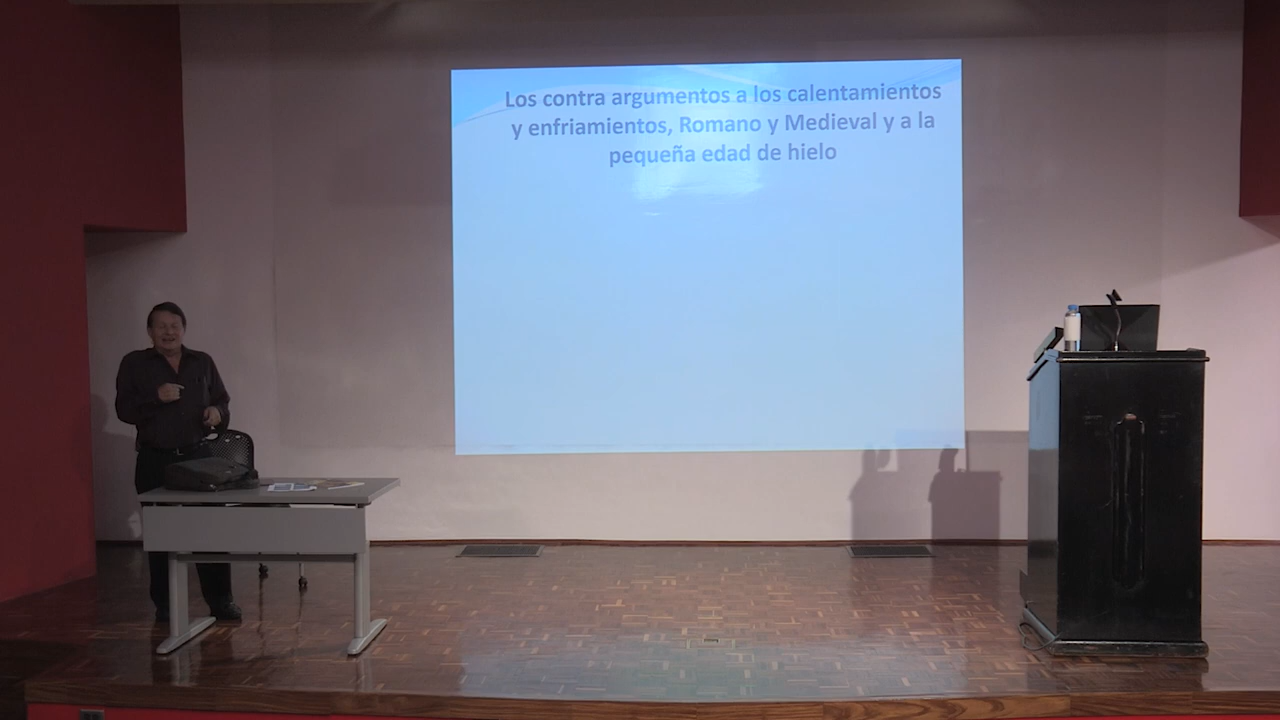 Los contra argumentos a los calentamientos
y enfriamientos, Romano y Medieval y a la
pequeña edad de hielo